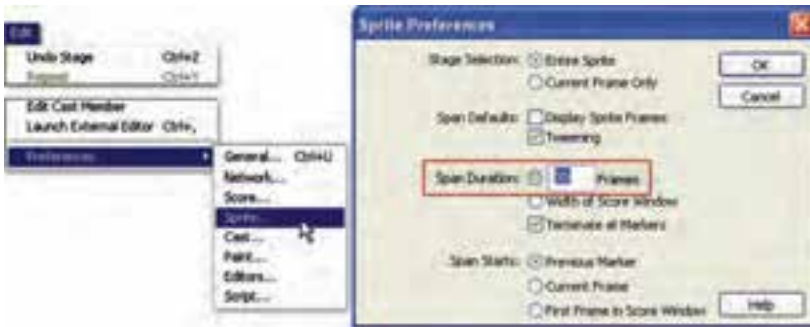 Edit
Undo Stage Ctrl+Z
Repeat Ctrl+Y
Edit Cast Member
Launch External Editor Ctrl+,
Preferences
General... Ctrl+U
Network...
Score...
Sprite...
Cast...
Paint...
Editors...
Script...
Sprite Preferences
Stage Selection: Entire Sprite
Current Frame Only
Span Defaults: Display Sprite Frames
Tweening
Span Duration: Frames
Width of Score Window
Terminate at Markers
Span Starts: Previous Marker
Current Frame
First Frame in Score Window
OK
Cancel
Help